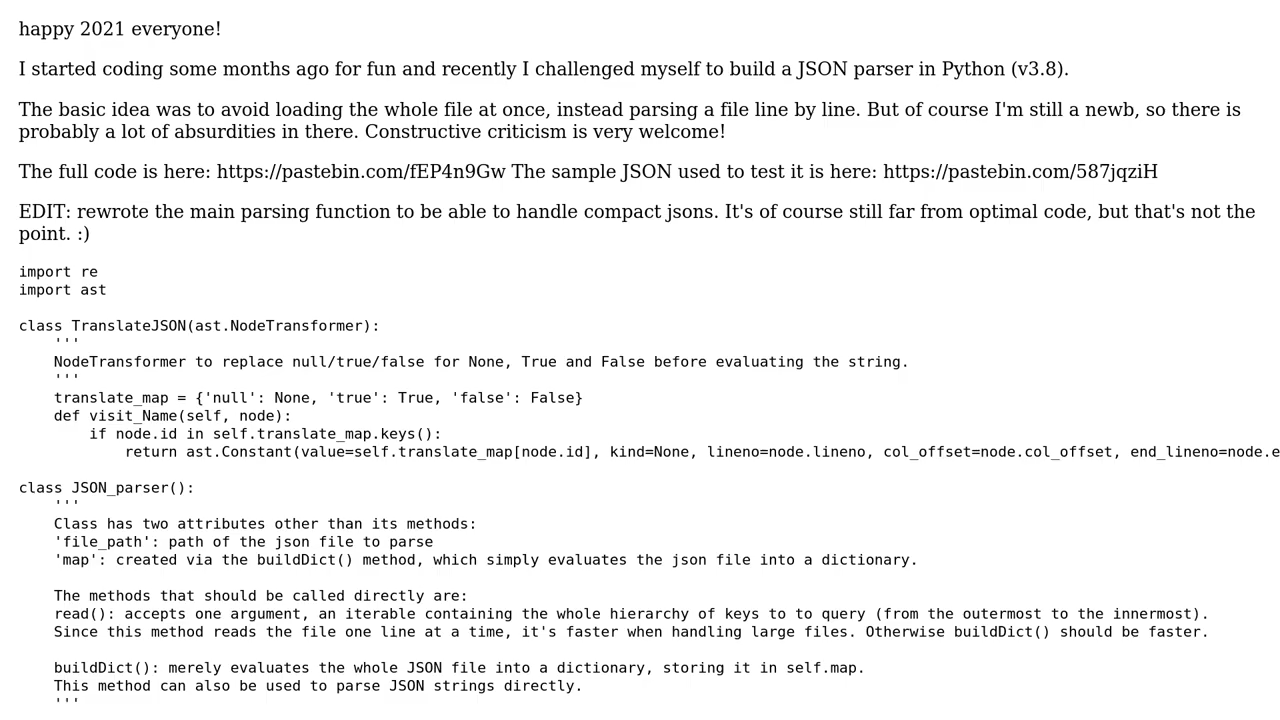 happy 2021 everyone!
I started coding some months ago for fun and recently I challenged myself to build a JSON parser in Python (v3.8).
The basic idea was to avoid loading the whole file at once, instead parsing a file line by line. But of course I'm still a newb, so there is
probably a lot of absurdities in there. Constructive criticism is very welcome!
The full code is here: https://pastebin.com/fEP4n9Gw The sample JSON used to test it is here: https://pastebin.com/587jqziH
EDIT: rewrote the main parsing function to be able to handle compact jsons. It's of course still far from optimal code, but that's not the
point. :)
import re
import ast
class TranslateJSON(ast.NodeTransformer):
    '''
    NodeTransformer to replace null/true/false for None, True and False before evaluating the string.
    '''
    translate_map = {'null': None, 'true': True, 'false': False}
    def visit_Name(self, node):
        if node.id in self.translate_map.keys():
            return ast.Constant(value=self.translate_map[node.id], kind=None, lineno=node.lineno, col_offset=node.col_offset, end_lineno=node.e
class JSON_parser():
    '''
    Class has two attributes other than its methods:
    'file_path': path of the json file to parse
    'map': created via the buildDict() method, which simply evaluates the json file into a dictionary.
    The methods that should be called directly are:
    read(): accepts one argument, an iterable containing the whole hierarchy of keys to to query (from the outermost to the innermost).
    Since this method reads the file one line at a time, it's faster when handling large files. Otherwise buildDict() should be faster.
    buildDict(): merely evaluates the whole JSON file into a dictionary, storing it in self.map.
    This method can also be used to parse JSON strings directly.
    '''